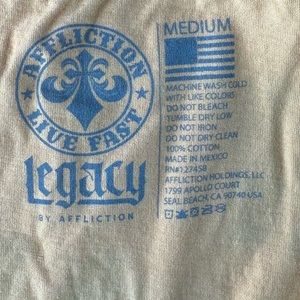 AFFLICTION
LIVE FAST
Legacy
BY AFFLICTION
MEDIUM
MACHINE WASH COLD
WITH LIKE COLORS
DO NOT BLEACH
TUMBLE DRY LOW
DO NOT IRON
DO NOT DRY CLEAN
100% COTTON
MADE IN MEXICO
RN#127458
AFFLICTION HOLDINGS, LLC
1799 APOLLO COURT
SEAL BEACH, CA 90740 USA